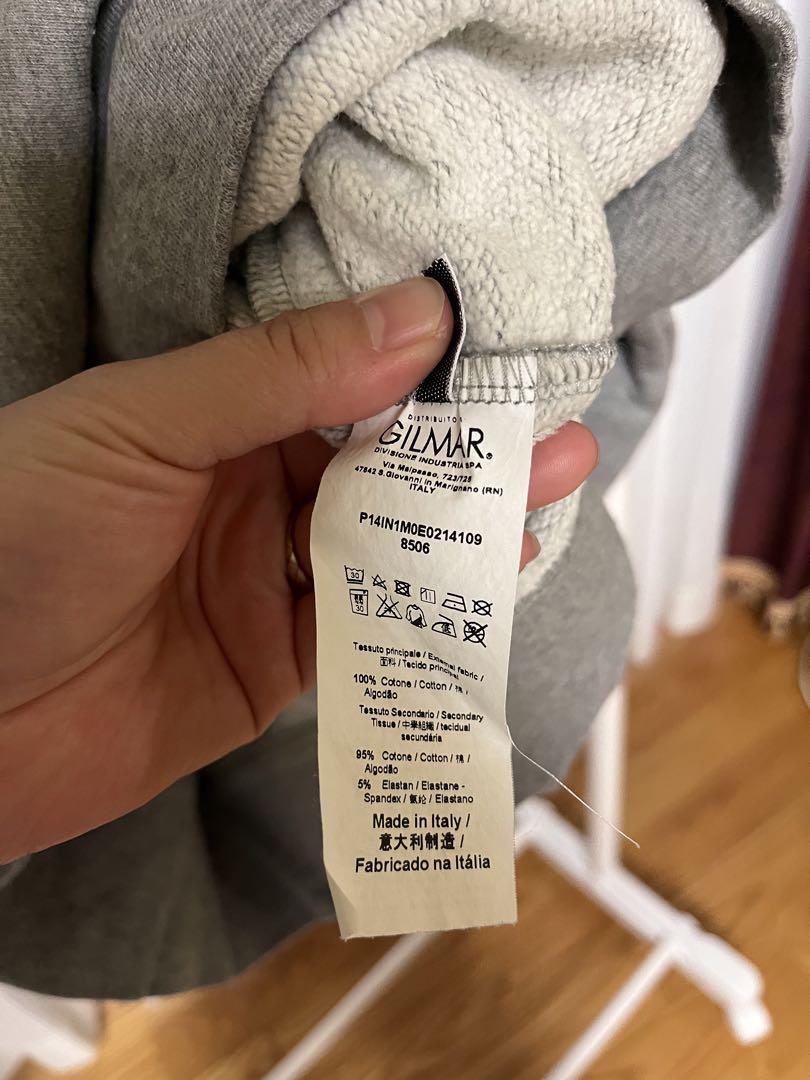 DISTRIBUITOR
GILMAR®
DIVISIONE INDUSTRIA SPA
Via Malpasso, 723/725
47842 S.Giovanni in Marignano (RN)
ITALY
P14IN1M0E0214109
8506
30
30
Tessuto principale / External fabric /
面料 / Tecido principal
100% Cotone / Cotton / 棉 /
Algodão
Tessuto Secondario / Secondary
Tissue / 中學組織 / tecidual
secundária
95% Cotone / Cotton / 棉 /
Algodão
5% Elastan / Elastane -
Spandex / 氨纶 / Elastano
Made in Italy /
意大利制造 /
Fabricado na Itália